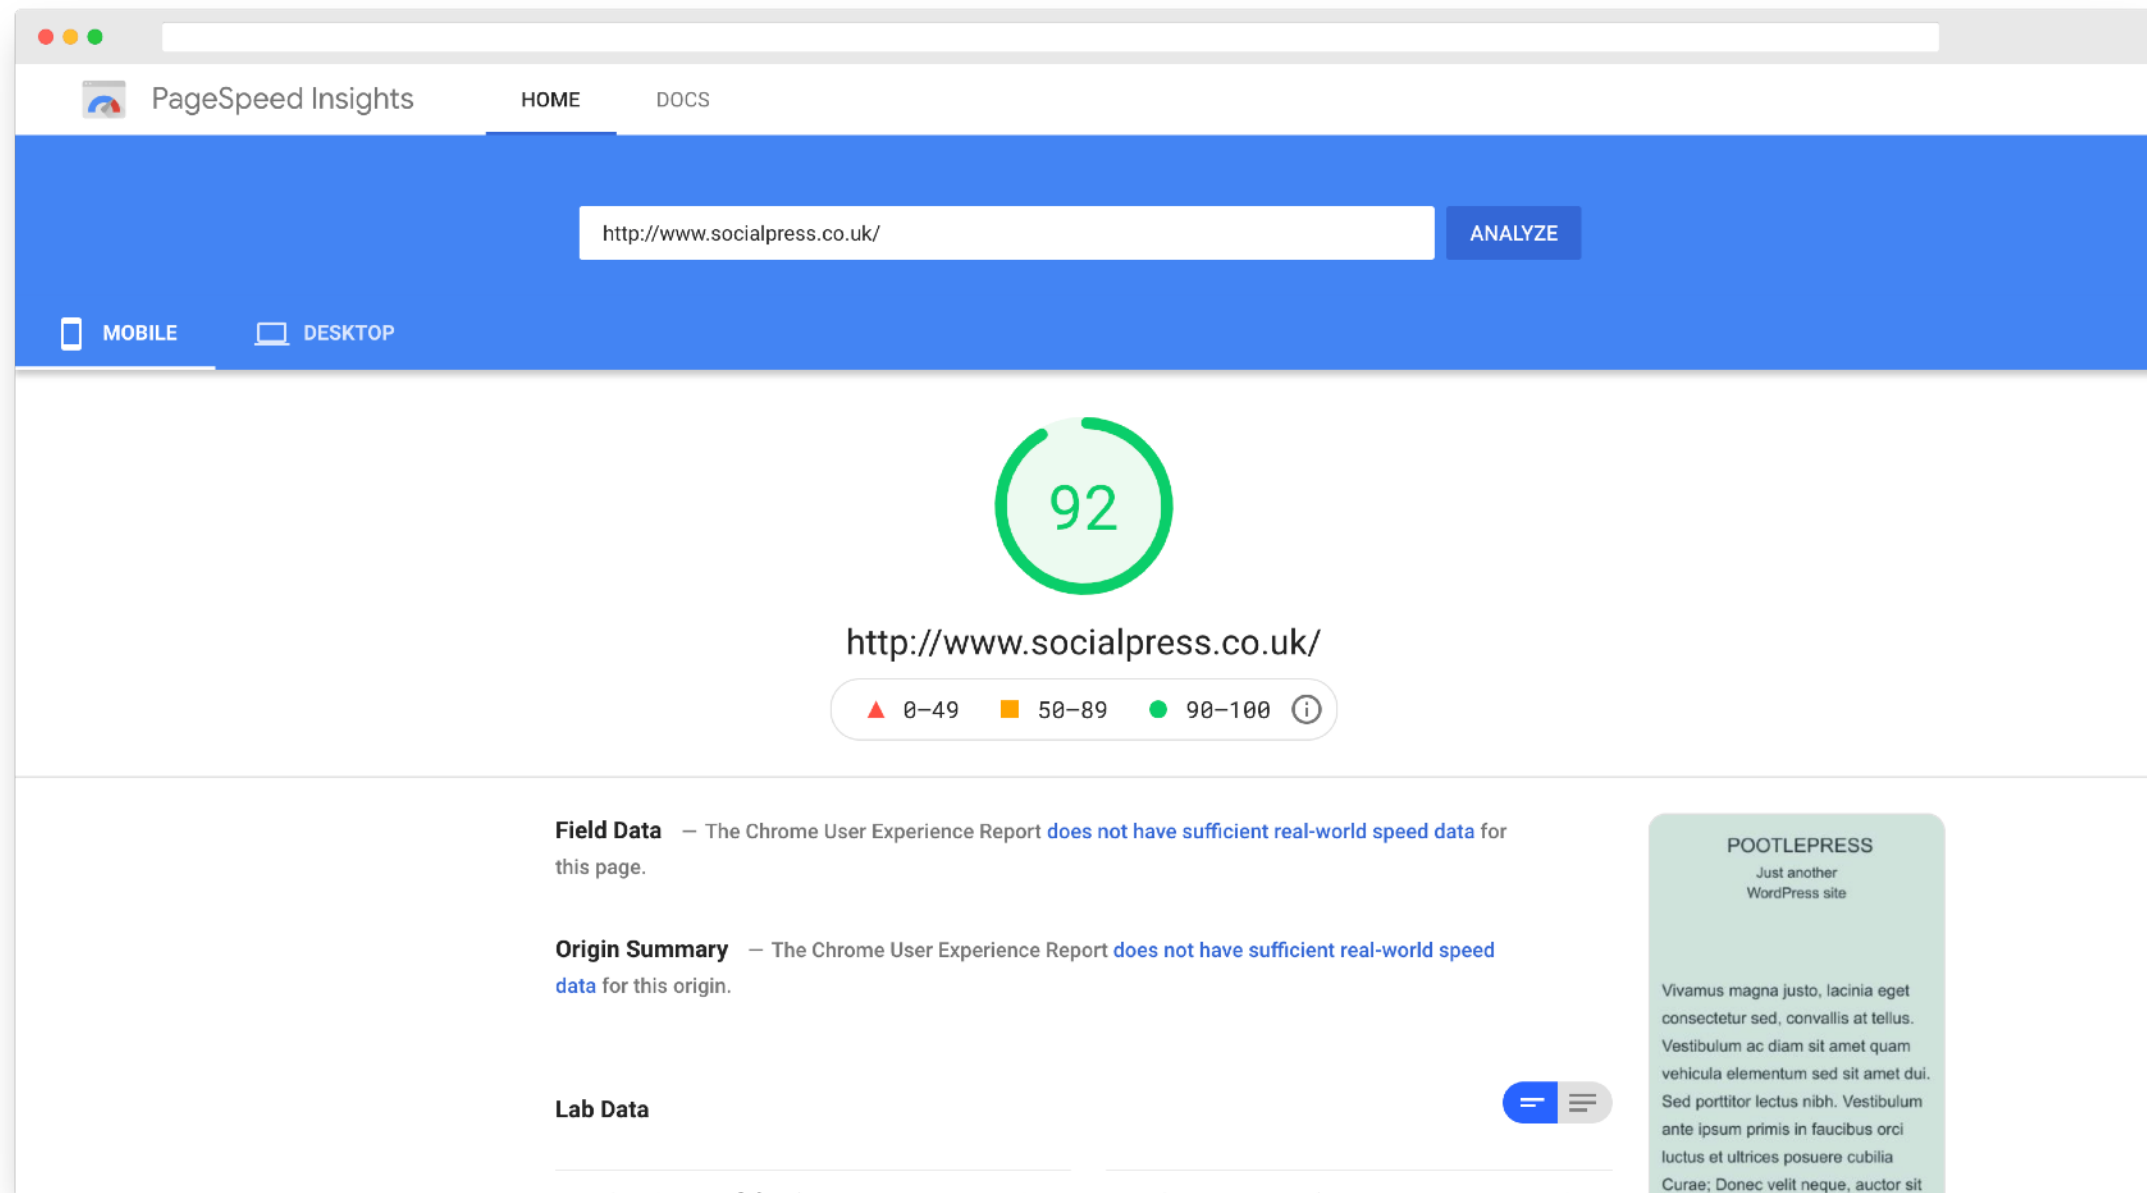 PageSpeed Insights
HOME
DOCS
http://www.socialpress.co.uk/
ANALYZE
MOBILE
DESKTOP
92
http://www.socialpress.co.uk/
0–49
50–89
90–100
Field Data — The Chrome User Experience Report does not have sufficient real-world speed data for
this page.
Origin Summary — The Chrome User Experience Report does not have sufficient real-world speed
data for this origin.
Lab Data
POOTLEPRESS
Just another
WordPress site
Vivamus magna justo, lacinia eget
consectetur sed, convallis at tellus.
Vestibulum ac diam sit amet quam
vehicula elementum sed sit amet dui.
Sed porttitor lectus nibh. Vestibulum
ante ipsum primis in faucibus orci
luctus et ultrices posuere cubilia
Curae; Donec velit neque, auctor sit